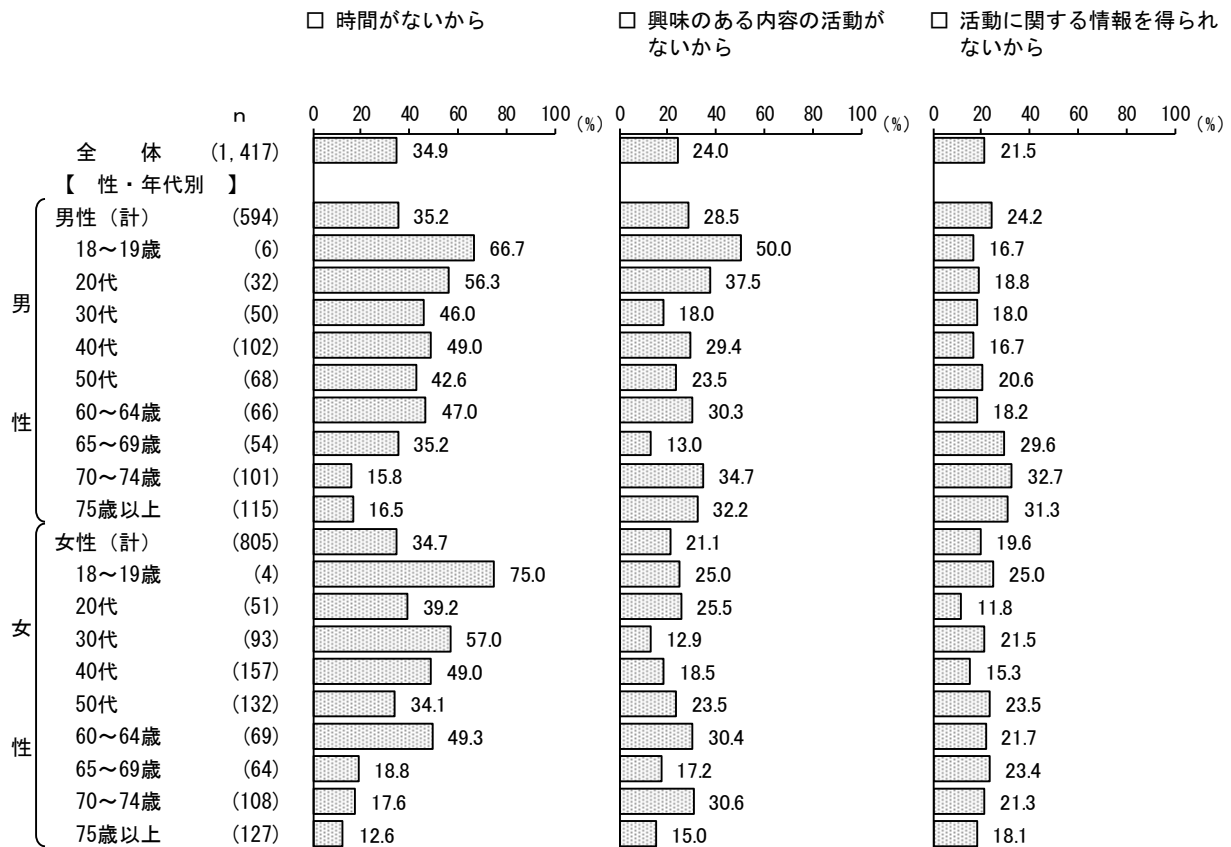 □ 時間がないから □ 興味のある内容の活動が □ 活動に関する情報を得られ
ないから ないから
n 0 20 40 60 80 100 (%) 0 20 40 60 80 100 (%) 0 20 40 60 80 100 (%)
全 体 (1,417) 34.9 24.0 21.5
【 性・年代別 】
男性(計) (594) 35.2 28.5 24.2
18~19歳 (6) 66.7 50.0 16.7
20代 (32) 56.3 37.5 18.8
男
30代 (50) 46.0 18.0 18.0
40代 (102) 49.0 29.4 16.7
50代 (68) 42.6 23.5 20.6
性
60~64歳 (66) 47.0 30.3 18.2
65~69歳 (54) 35.2 13.0 29.6
70~74歳 (101) 15.8 34.7 32.7
75歳以上 (115) 16.5 32.2 31.3
女性(計) (805) 34.7 21.1 19.6
18~19歳 (4) 75.0 25.0 25.0
20代 (51) 39.2 25.5 11.8
女
30代 (93) 57.0 12.9 21.5
40代 (157) 49.0 18.5 15.3
50代 (132) 34.1 23.5 23.5
性
60~64歳 (69) 49.3 30.4 21.7
65~69歳 (64) 18.8 17.2 23.4
70~74歳 (108) 17.6 30.6 21.3
75歳以上 (127) 12.6 15.0 18.1